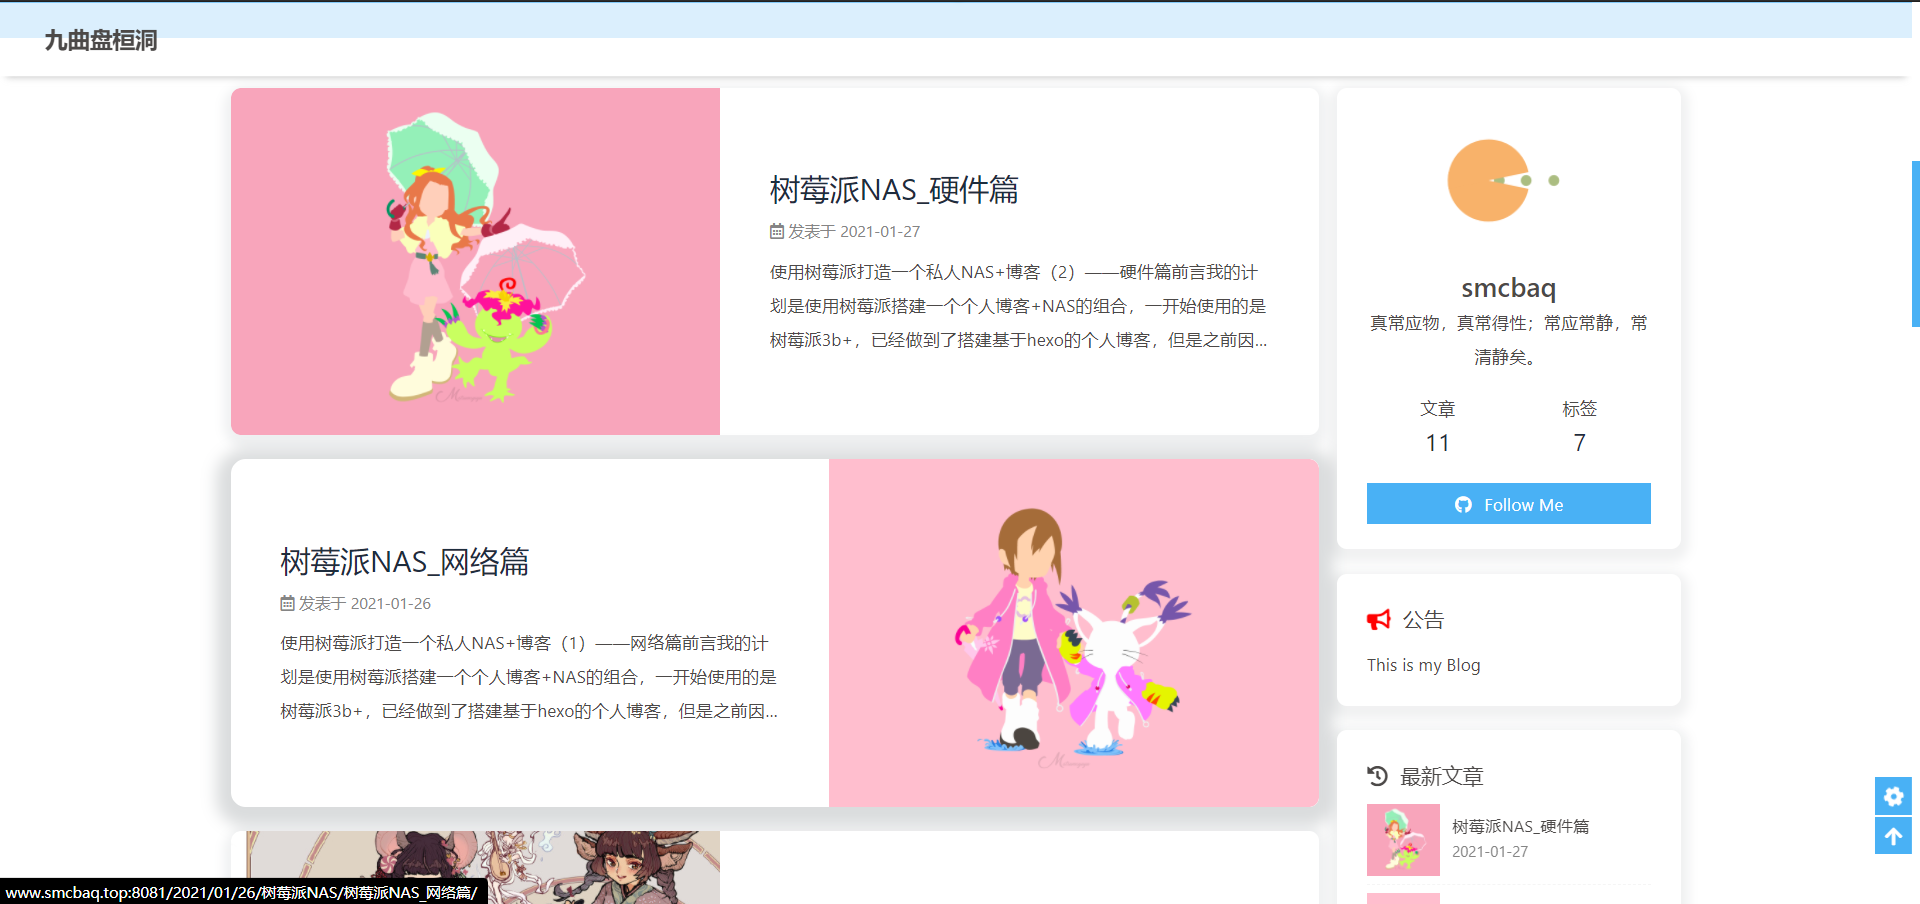 九曲盘桓洞
树莓派NAS_硬件篇
发表于 2021-01-27
使用树莓派打造一个私人NAS+博客（2）——硬件篇前言我的计
划是使用树莓派搭建一个个人博客+NAS的组合，一开始使用的是
树莓派3b+，已经做到了搭建基于hexo的个人博客，但是之前因...
树莓派NAS_网络篇
发表于 2021-01-26
使用树莓派打造一个私人NAS+博客（1）——网络篇前言我的计
划是使用树莓派搭建一个个人博客+NAS的组合，一开始使用的是
树莓派3b+，已经做到了搭建基于hexo的个人博客，但是之前因...
smcbaq
真常应物，真常得性；常应常静，常
清静矣。
文章 标签
11 7
Follow Me
公告
This is my Blog
最新文章
树莓派NAS_硬件篇
2021-01-27
www.smcbaq.top:8081/2021/01/26/树莓派NAS/树莓派NAS_网络篇/